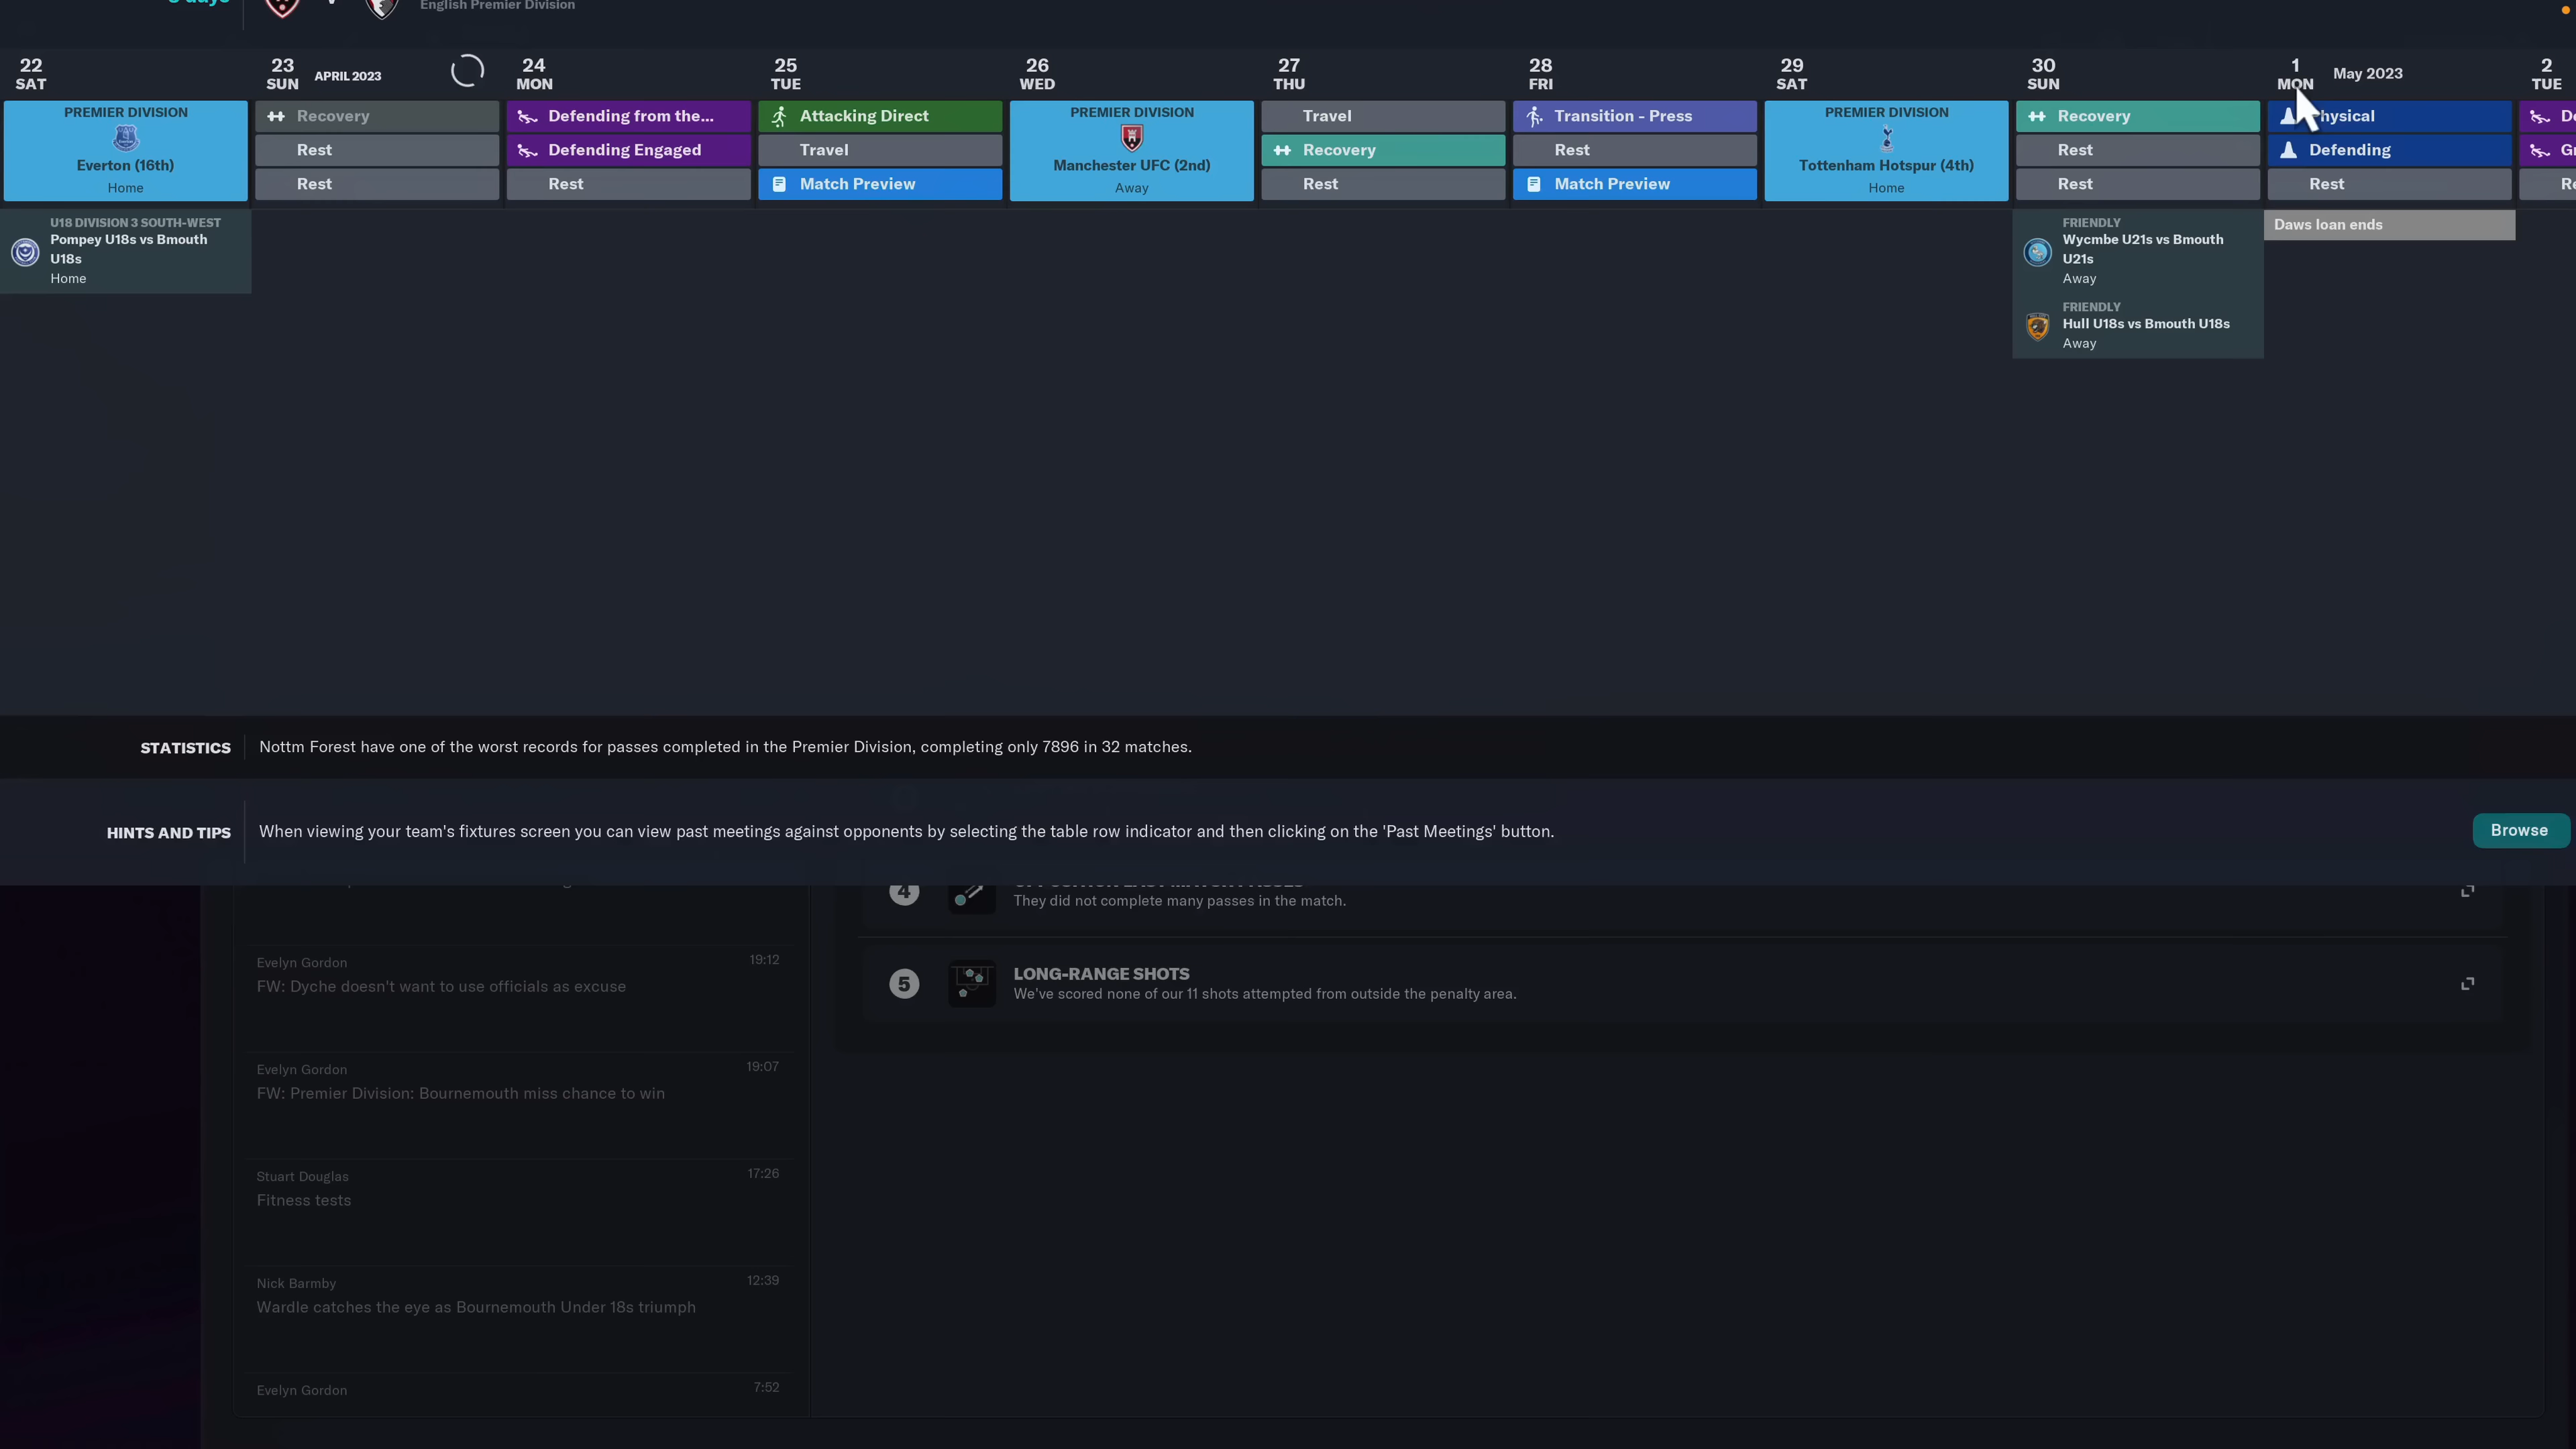 English Premier Division
22
SAT
23
SUN
APRIL 2023
24
MON
25
TUE
26
WED
27
THU
28
FRI
29
SAT
30
SUN
1
MON
May 2023
2
TUE
PREMIER DIVISION
Everton (16th)
Home
U18 DIVISION 3 SOUTH-WEST
Pompey U18s vs Bmouth
U18s
Home
Recovery
Rest
Rest
Defending from the...
Defending Engaged
Rest
Attacking Direct
Travel
Match Preview
PREMIER DIVISION
Manchester UFC (2nd)
Away
Travel
Recovery
Rest
Transition - Press
Rest
Match Preview
PREMIER DIVISION
Tottenham Hotspur (4th)
Home
Recovery
Rest
Rest
FRIENDLY
Wycmbe U21s vs Bmouth
U21s
Away
FRIENDLY
Hull U18s vs Bmouth U18s
Away
Physical
Defending
Rest
Daws loan ends
STATISTICS
Nottm Forest have one of the worst records for passes completed in the Premier Division, completing only 7896 in 32 matches.
HINTS AND TIPS
When viewing your team's fixtures screen you can view past meetings against opponents by selecting the table row indicator and then clicking on the 'Past Meetings' button.
Browse
4
They did not complete many passes in the match.
5
LONG-RANGE SHOTS
We've scored none of our 11 shots attempted from outside the penalty area.
Evelyn Gordon
19:12
FW: Dyche doesn't want to use officials as excuse
Evelyn Gordon
19:07
FW: Premier Division: Bournemouth miss chance to win
Stuart Douglas
17:26
Fitness tests
Nick Barmby
12:39
Wardle catches the eye as Bournemouth Under 18s triumph
Evelyn Gordon
7:52